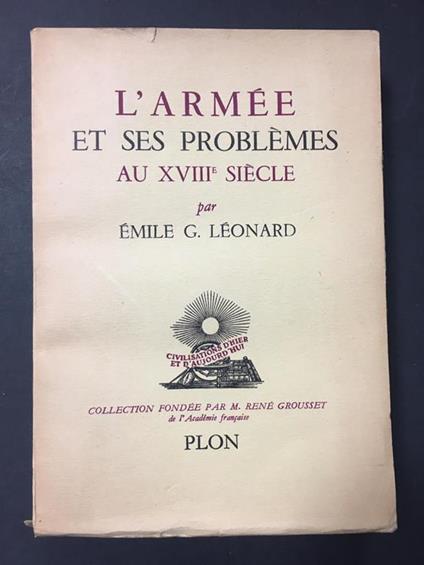 L'ARMÉE
ET SES PROBLÈMES
AU XVIIIE SIÈCLE
par
ÉMILE G. LÉONARD
CIVILISATIONS D'HIER
ET D'AUJOURD'HUI
COLLECTION FONDÉE PAR M. RENÉ GROUSSET
de l'Académie française
PLON